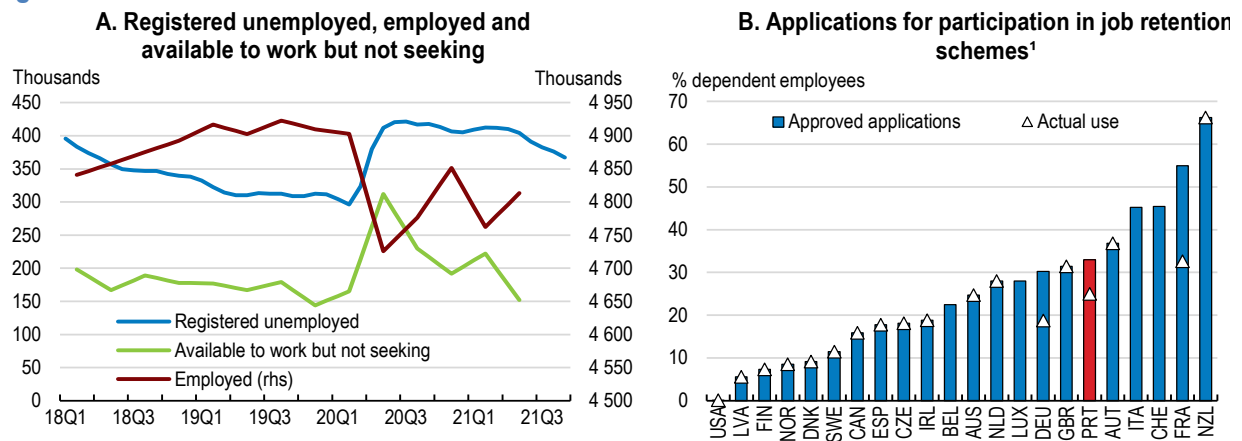 A. Registered unemployed, employed and
available to work but not seeking
Thousands
Thousands
450
400
350
300
250
200
150
100
50
0
4 950
4 900
4 850
4 800
4 750
4 700
4 650
4 600
4 550
4 500
Registered unemployed
Available to work but not seeking
Employed (rhs)
18Q1 18Q3 19Q1 19Q3 20Q1 20Q3 21Q1 21Q3
B. Applications for participation in job retention
schemes¹
% dependent employees
70
60
50
40
30
20
10
0
Approved applications
Actual use
USA
LVA
FIN
NOR
DNK
SWE
CAN
ESP
CZE
IRL
BEL
AUS
NLD
LUX
DEU
GBR
PRT
AUT
ITA
CHE
FRA
NZL